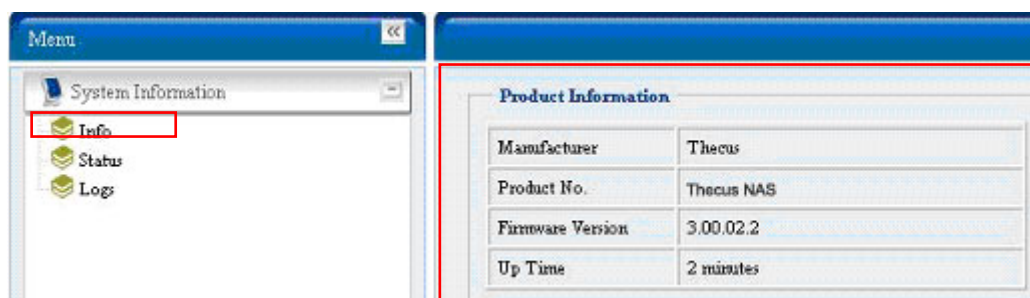 Menu
System Information
Info
Status
Logs
Product Information
Manufacturer Thecus
Product No. Thecus NAS
Firmware Version 3.00.02.2
Up Time 2 minutes